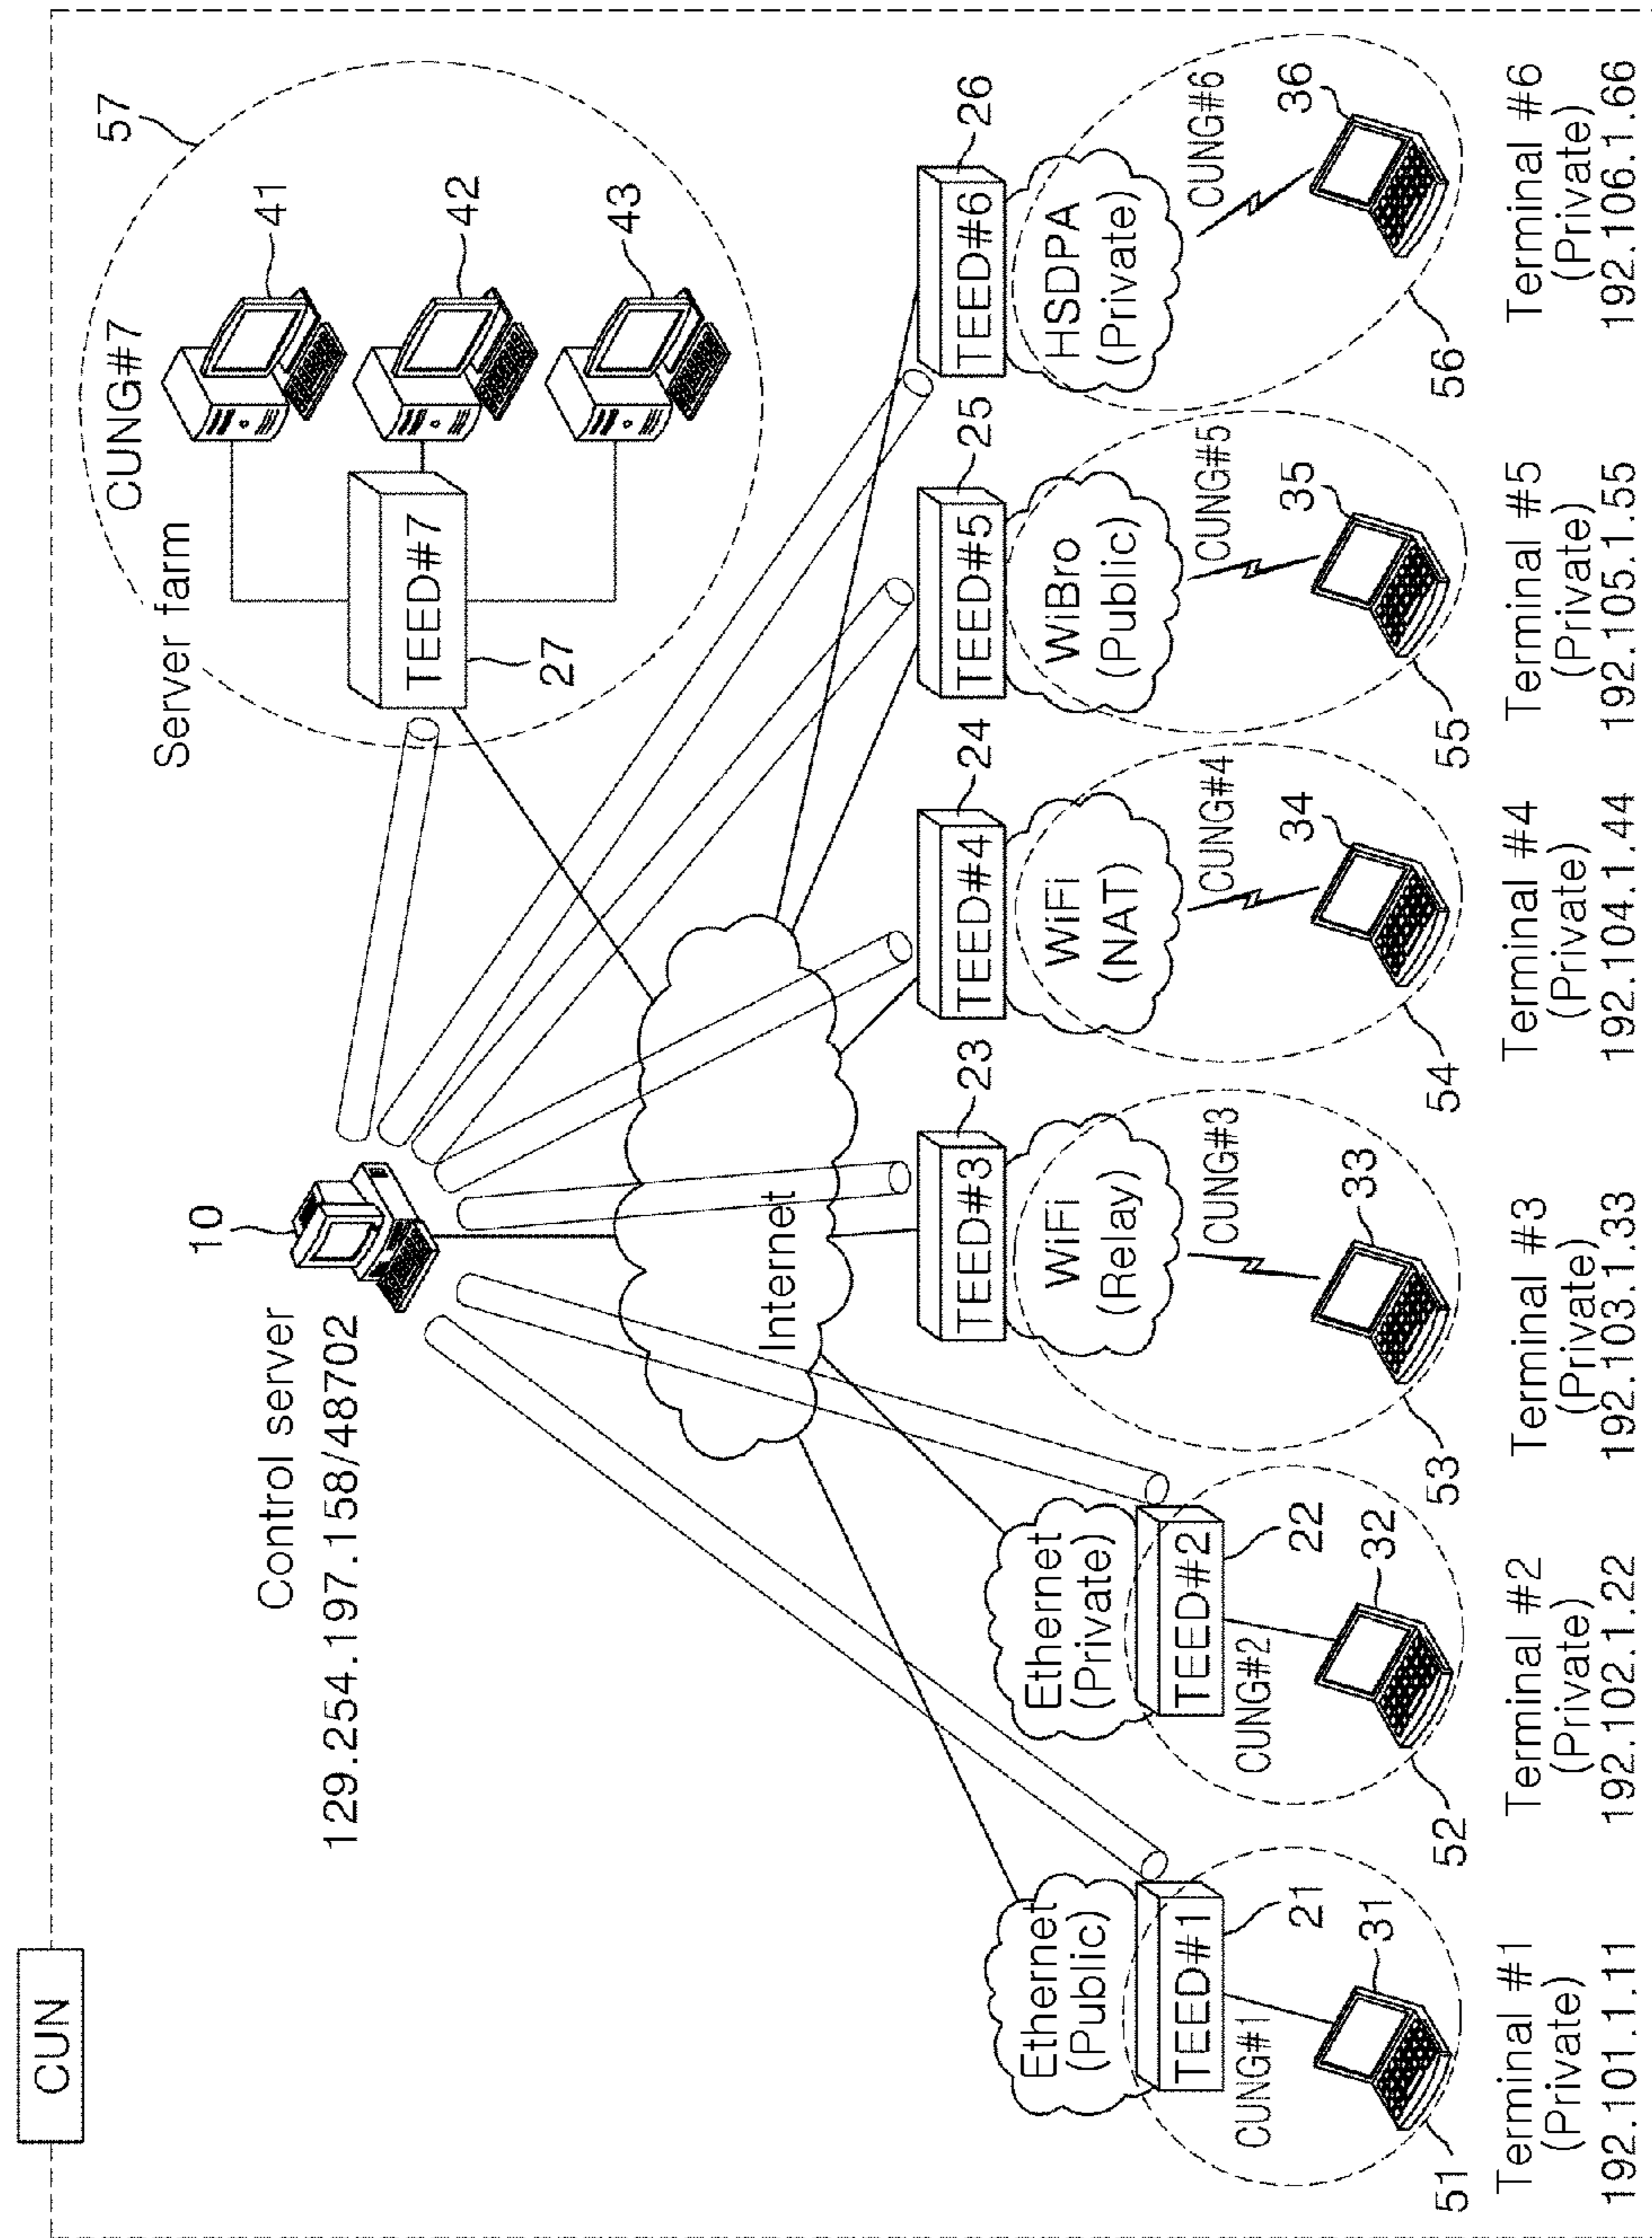 CUN
Control server
129.254.197.158/48702
10
Server farm
CUNG#7
57
TEED#7
27
41
42
43
Internet
Ethernet
(Public)
TEED#1
21
CUNG#1
31
51
Terminal #1
(Private)
192.101.1.11
Ethernet
(Private)
TEED#2
22
CUNG#2
32
52
Terminal #2
(Private)
192.102.1.22
TEED#3
23
WiFi
(Relay)
CUNG#3
33
53
Terminal #3
(Private)
192.103.1.33
TEED#4
24
WiFi
(NAT)
CUNG#4
34
54
Terminal #4
(Private)
192.104.1.44
TEED#5
25
WiBro
(Public)
CUNG#5
35
55
Terminal #5
(Private)
192.105.1.55
TEED#6
26
HSDPA
(Private)
CUNG#6
36
56
Terminal #6
(Private)
192.106.1.66